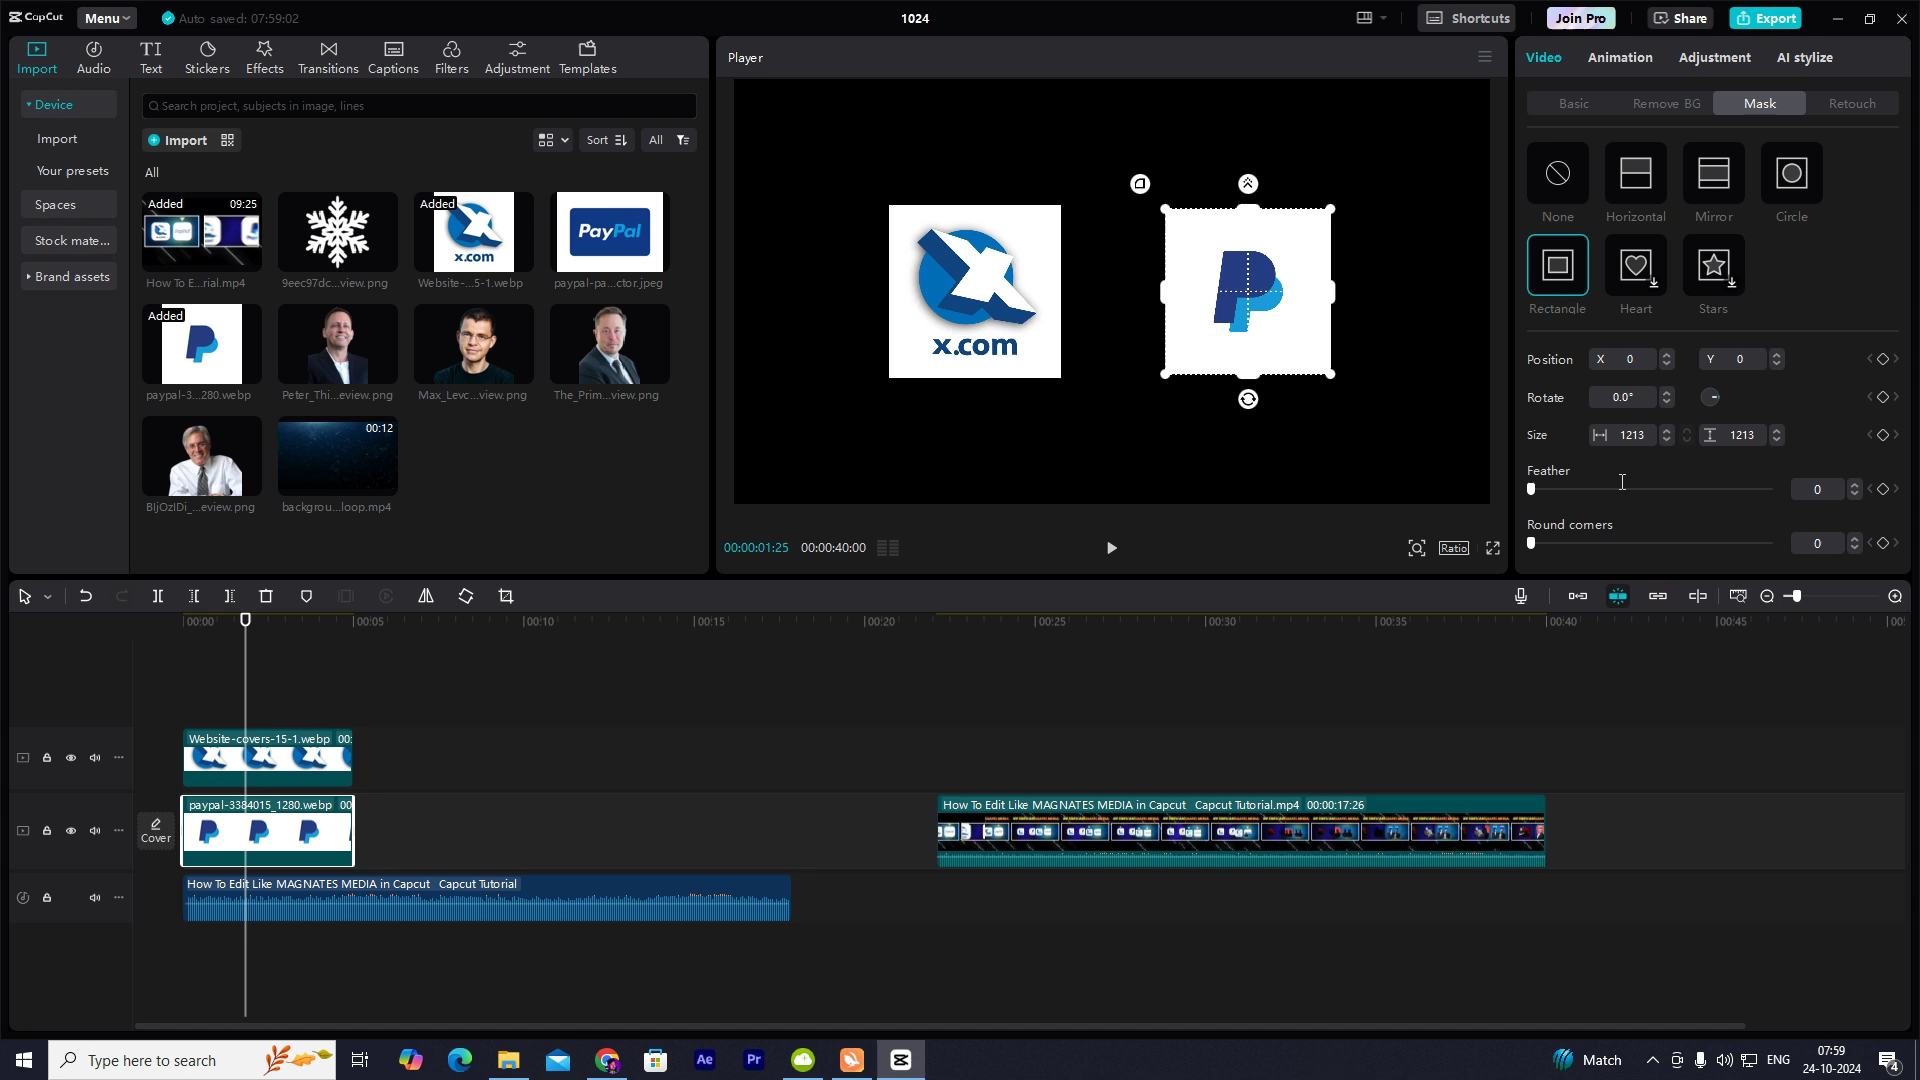 CapCut
Menu
Auto saved: 07:59:02
1024
Shortcuts
Join Pro
Share
Export
Import
Audio
TI
Text
Stickers
Effects
Transitions
Captions
Filters
Adjustment
Templates
Device
Import
Your presets
Spaces
Stock mate...
Brand assets
Search project, subjects in image, lines
Import
Sort
All
All
Added
09:25
How To E...rial.mp4
9eec97dc...view.png
Added
x.com
Website-...5-1.webp
PayPal
paypal-pa...ctor.jpeg
Added
paypal-3...280.webp
Peter_Thi...eview.png
Max_Levc...view.png
The_Prim...view.png
BIjOzIDi_...eview.png
00:12
backgrou...loop.mp4
Player
x.com
00:00:01:25
00:00:40:00
Ratio
Video
Animation
Adjustment
AI stylize
Basic
Remove BG
Mask
Retouch
None
Horizontal
Mirror
Circle
Rectangle
Heart
Stars
Position X 0 Y 0
Rotate 0.0°
Size 1213 1213
Feather
0
Round corners
0
00:00
00:05
00:10
00:15
00:20
00:25
00:30
00:35
00:40
00:45
Website-covers-15-1.webp 00:
Cover
paypal-3384015_1280.webp 00
How To Edit Like MAGNATES MEDIA in Capcut Capcut Tutorial.mp4 00:00:17:26
How To Edit Like MAGNATES MEDIA in Capcut Capcut Tutorial
Type here to search
Ae
Pr
Match
ENG
07:59
24-10-2024
4